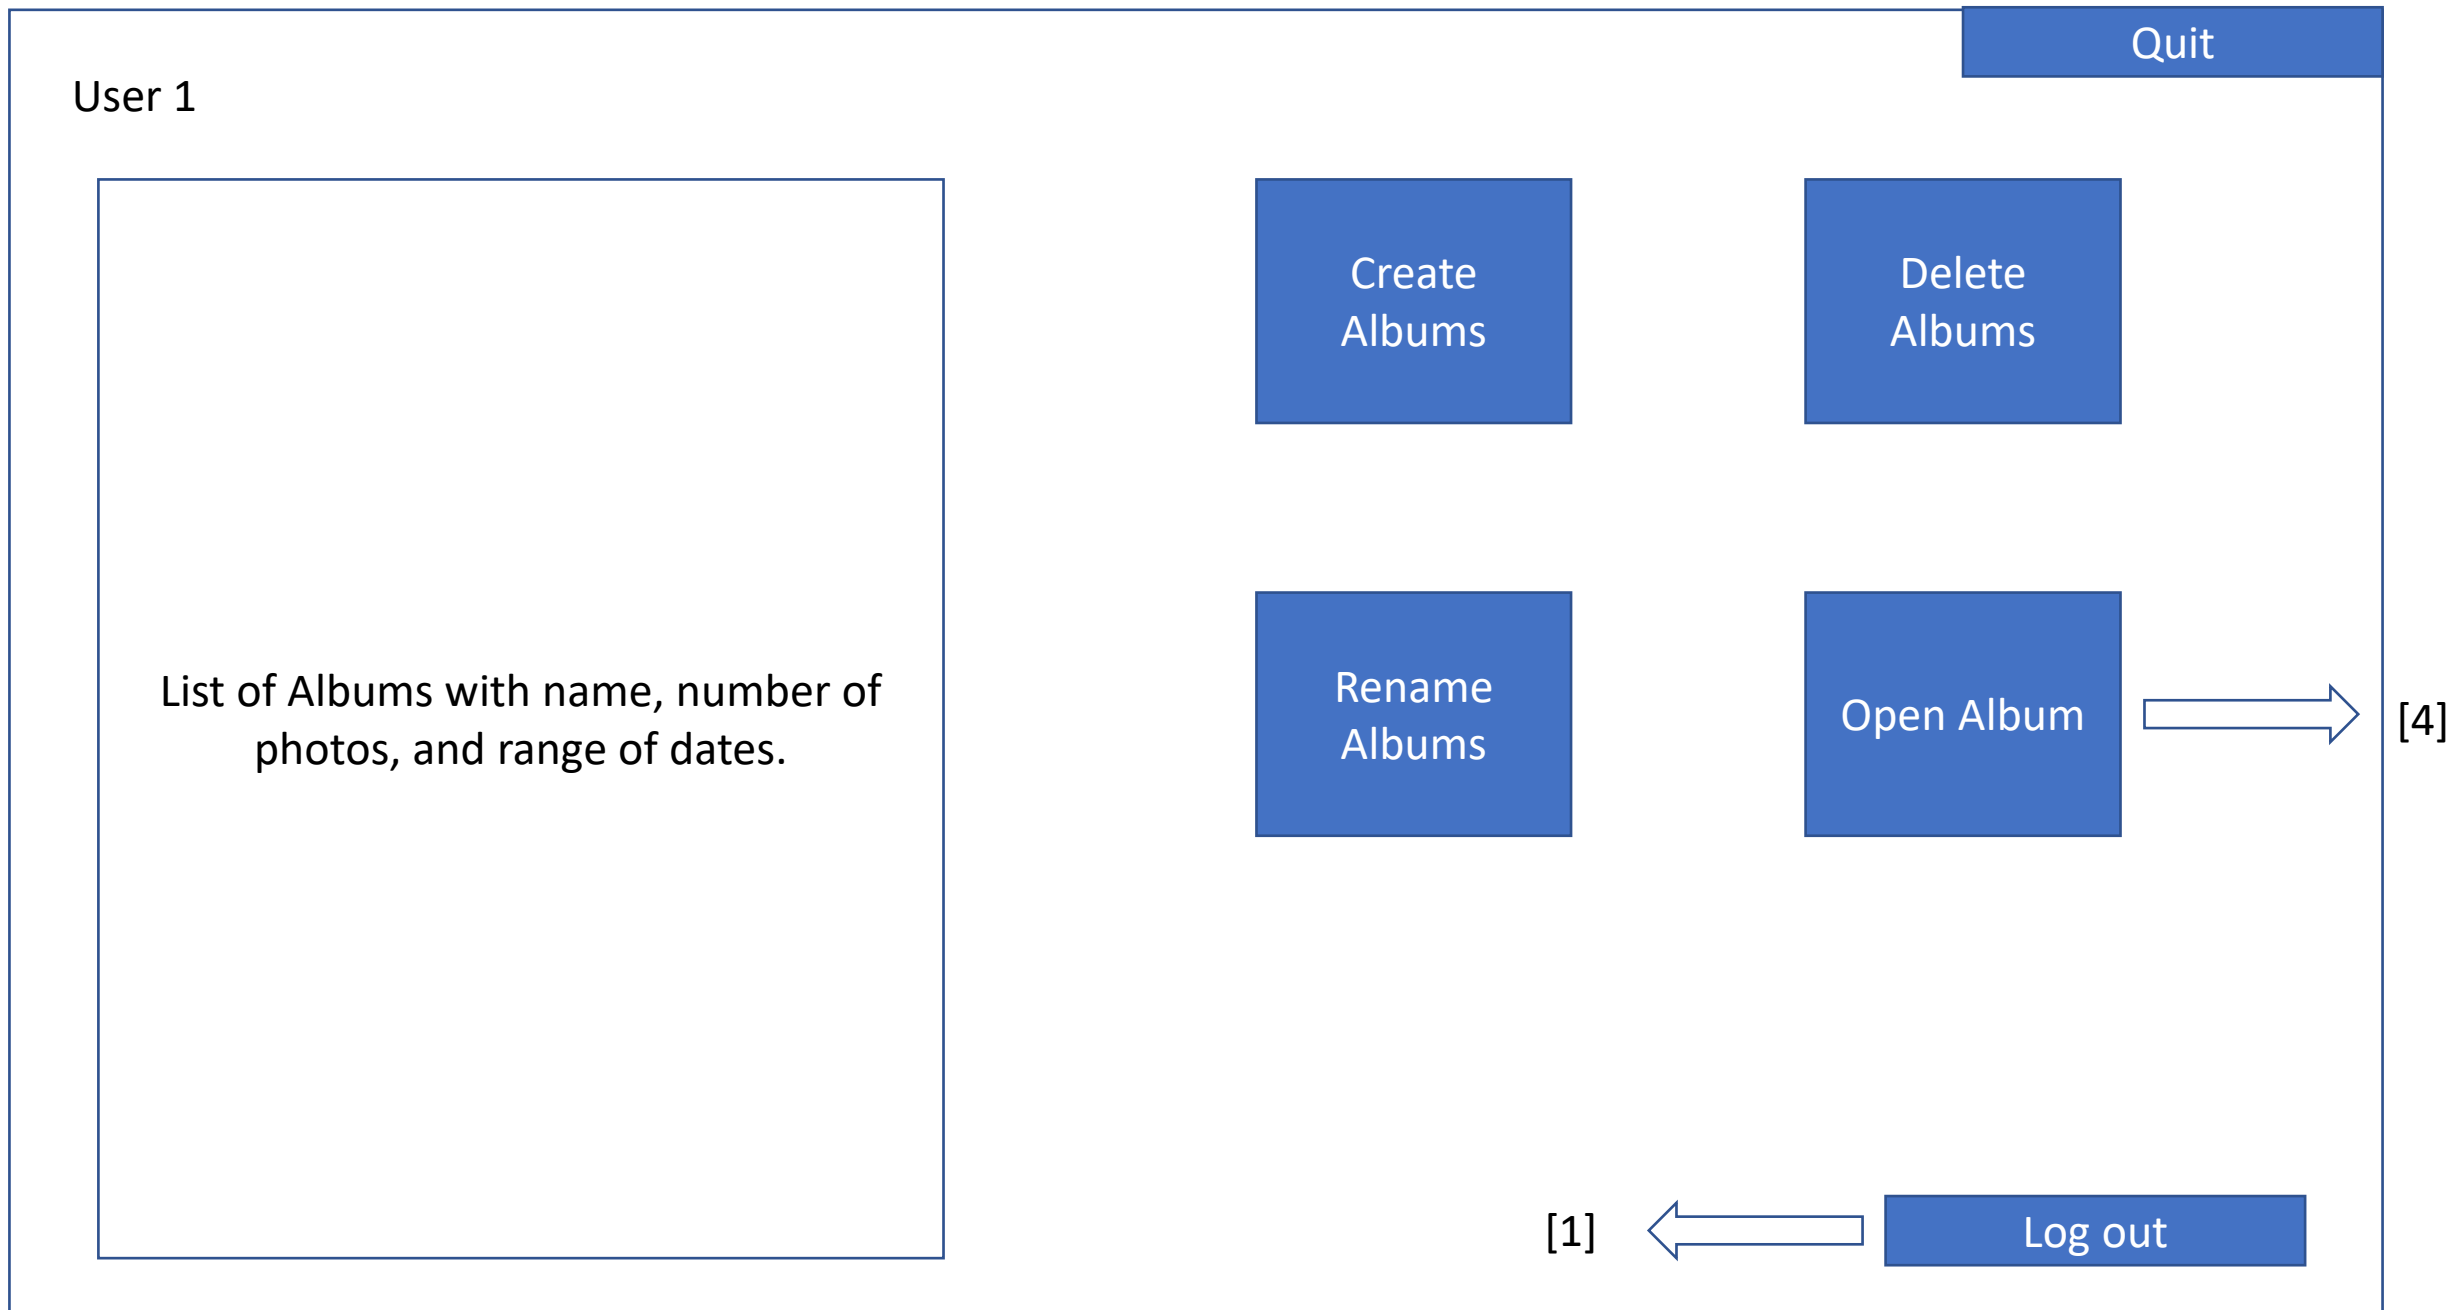 Quit
User 1
Create
Albums
Delete
Albums
List of Albums with name, number of
photos, and range of dates.
Rename
Albums
Open Album
[4]
[1]
Log out